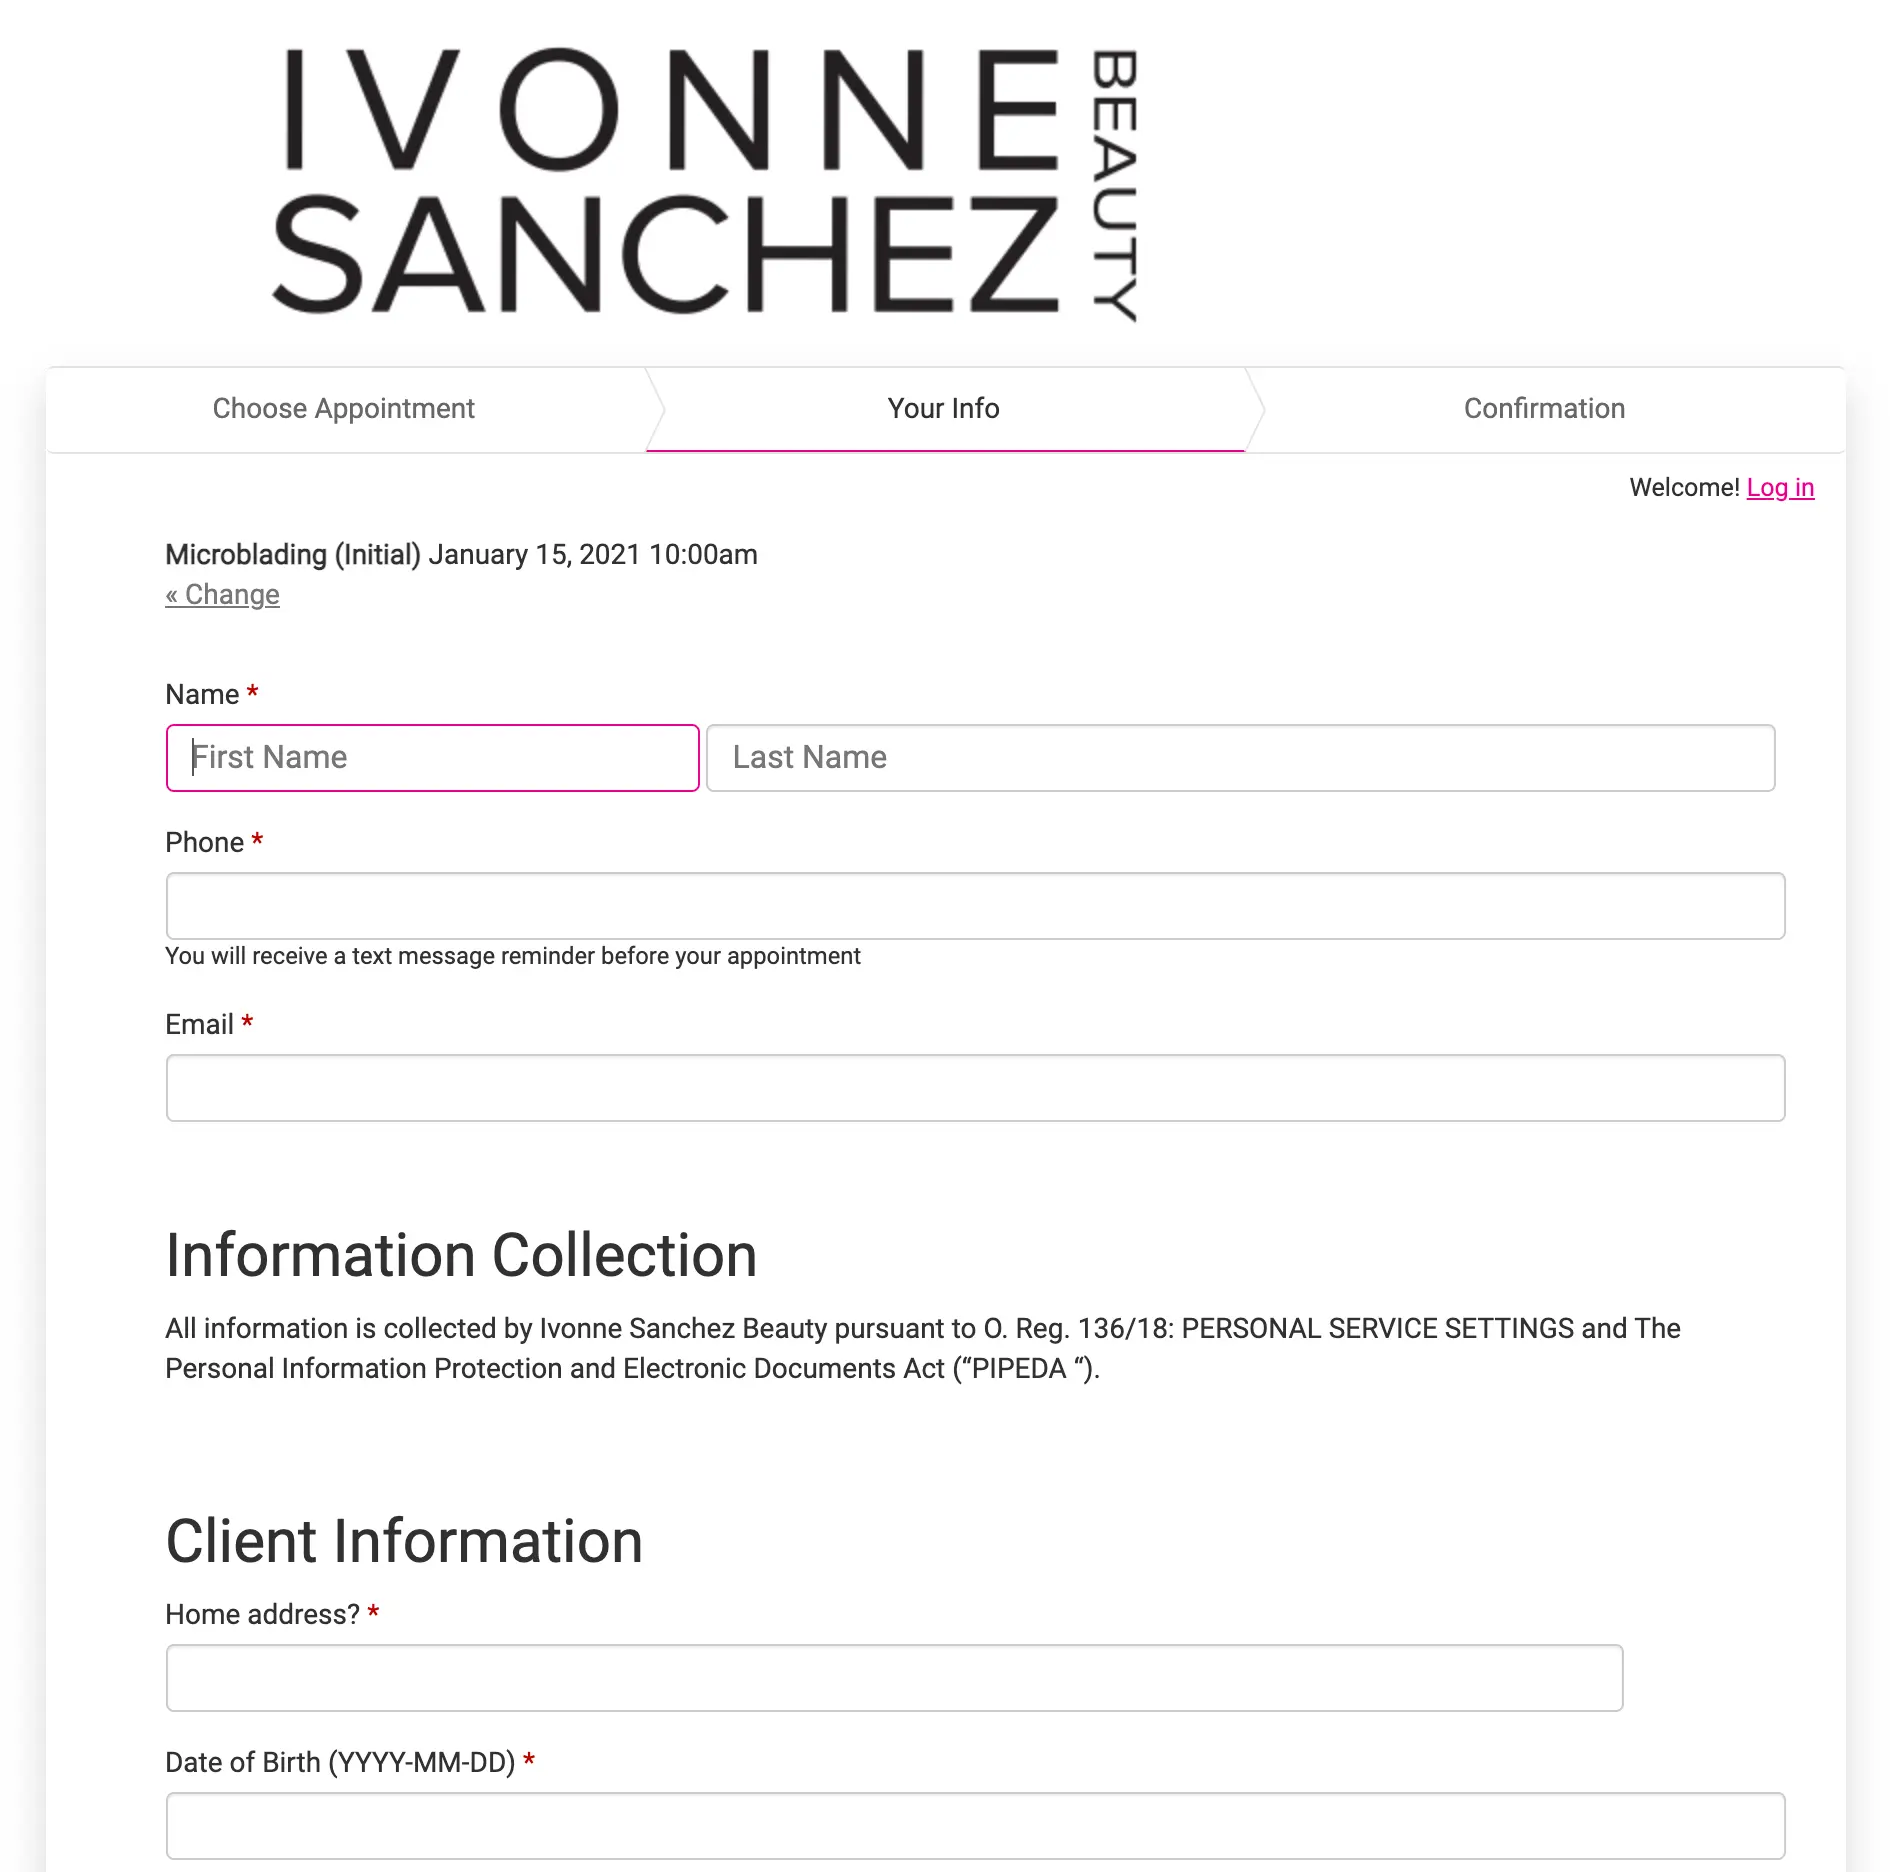 IVONNE
SANCHEZ
BEAUTY
Choose Appointment
Your Info
Confirmation
Welcome! Log in
Microblading (Initial) January 15, 2021 10:00am
« Change
Name *
First Name
Last Name
Phone *
You will receive a text message reminder before your appointment
Email *
Information Collection
All information is collected by Ivonne Sanchez Beauty pursuant to O. Reg. 136/18: PERSONAL SERVICE SETTINGS and The
Personal Information Protection and Electronic Documents Act (“PIPEDA “).
Client Information
Home address? *
Date of Birth (YYYY-MM-DD) *